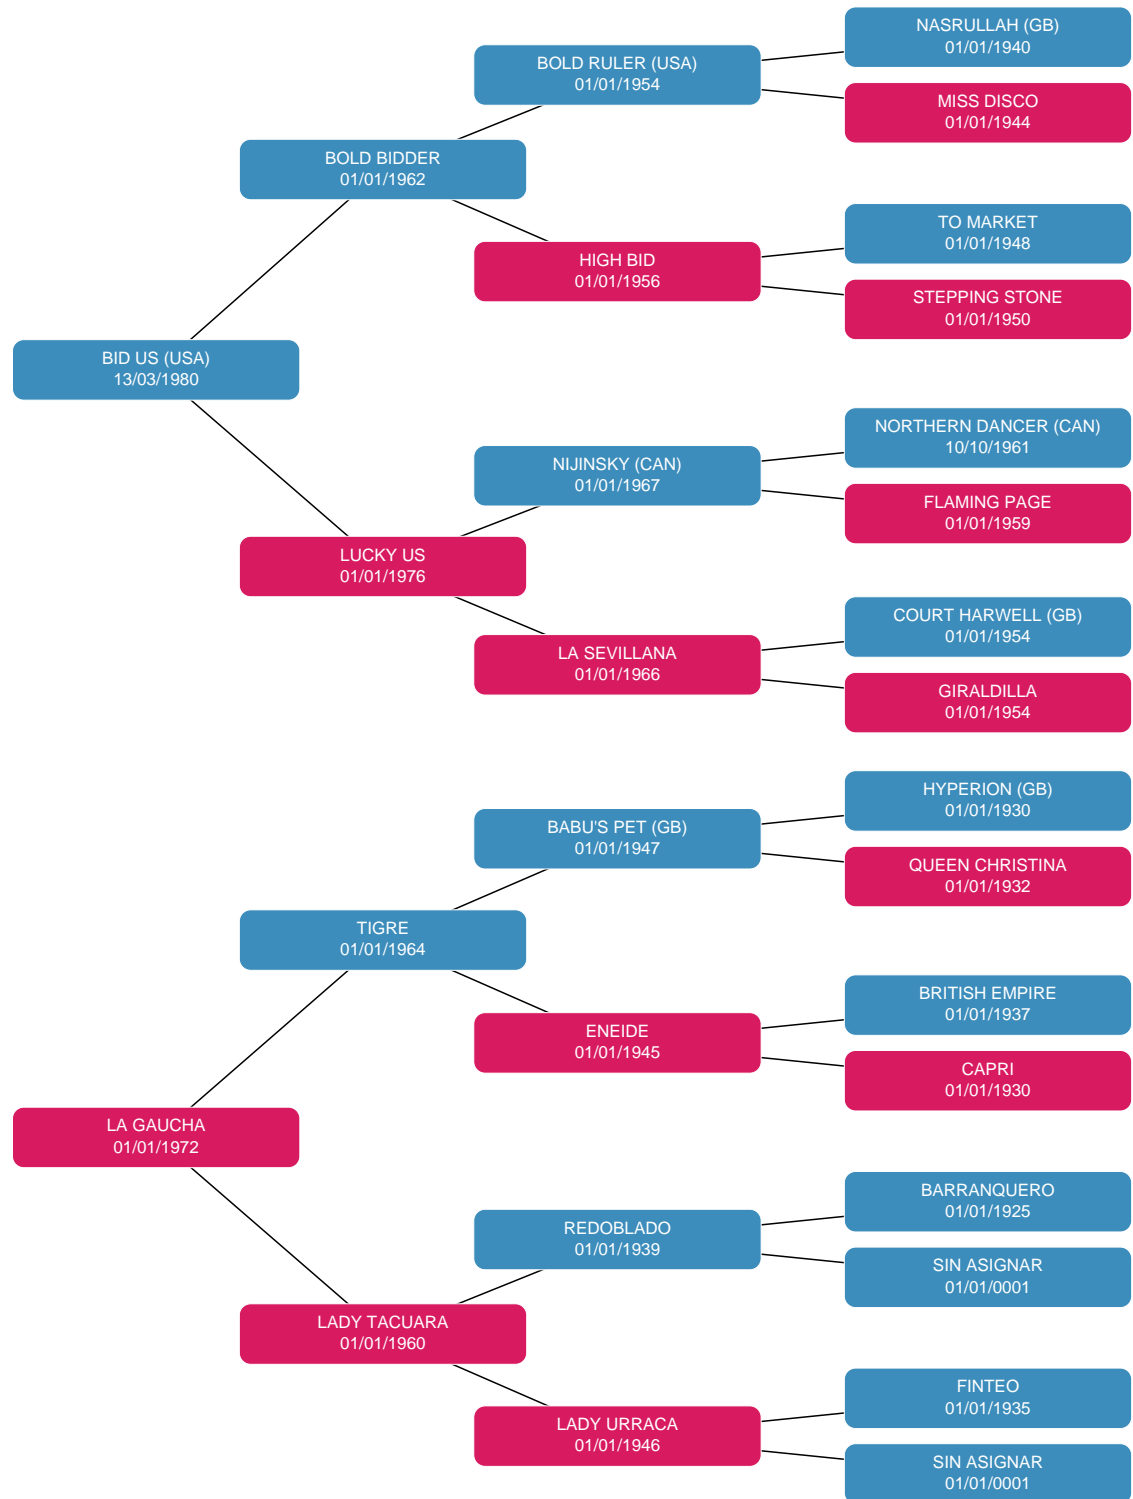 NASRULLAH (GB)
01/01/1940
BOLD RULER (USA)
01/01/1954
MISS DISCO
01/01/1944
BOLD BIDDER
01/01/1962
TO MARKET
01/01/1948
HIGH BID
01/01/1956
STEPPING STONE
01/01/1950
BID US (USA)
13/03/1980
NORTHERN DANCER (CAN)
10/10/1961
NIJINSKY (CAN)
01/01/1967
FLAMING PAGE
01/01/1959
LUCKY US
01/01/1976
COURT HARWELL (GB)
01/01/1954
LA SEVILLANA
01/01/1966
GIRALDILLA
01/01/1954
HYPERION (GB)
01/01/1930
BABU'S PET (GB)
01/01/1947
QUEEN CHRISTINA
01/01/1932
TIGRE
01/01/1964
BRITISH EMPIRE
01/01/1937
ENEIDE
01/01/1945
CAPRI
01/01/1930
LA GAUCHA
01/01/1972
BARRANQUERO
01/01/1925
REDOBLADO
01/01/1939
SIN ASIGNAR
01/01/0001
LADY TACUARA
01/01/1960
FINTEO
01/01/1935
LADY URRACA
01/01/1946
SIN ASIGNAR
01/01/0001